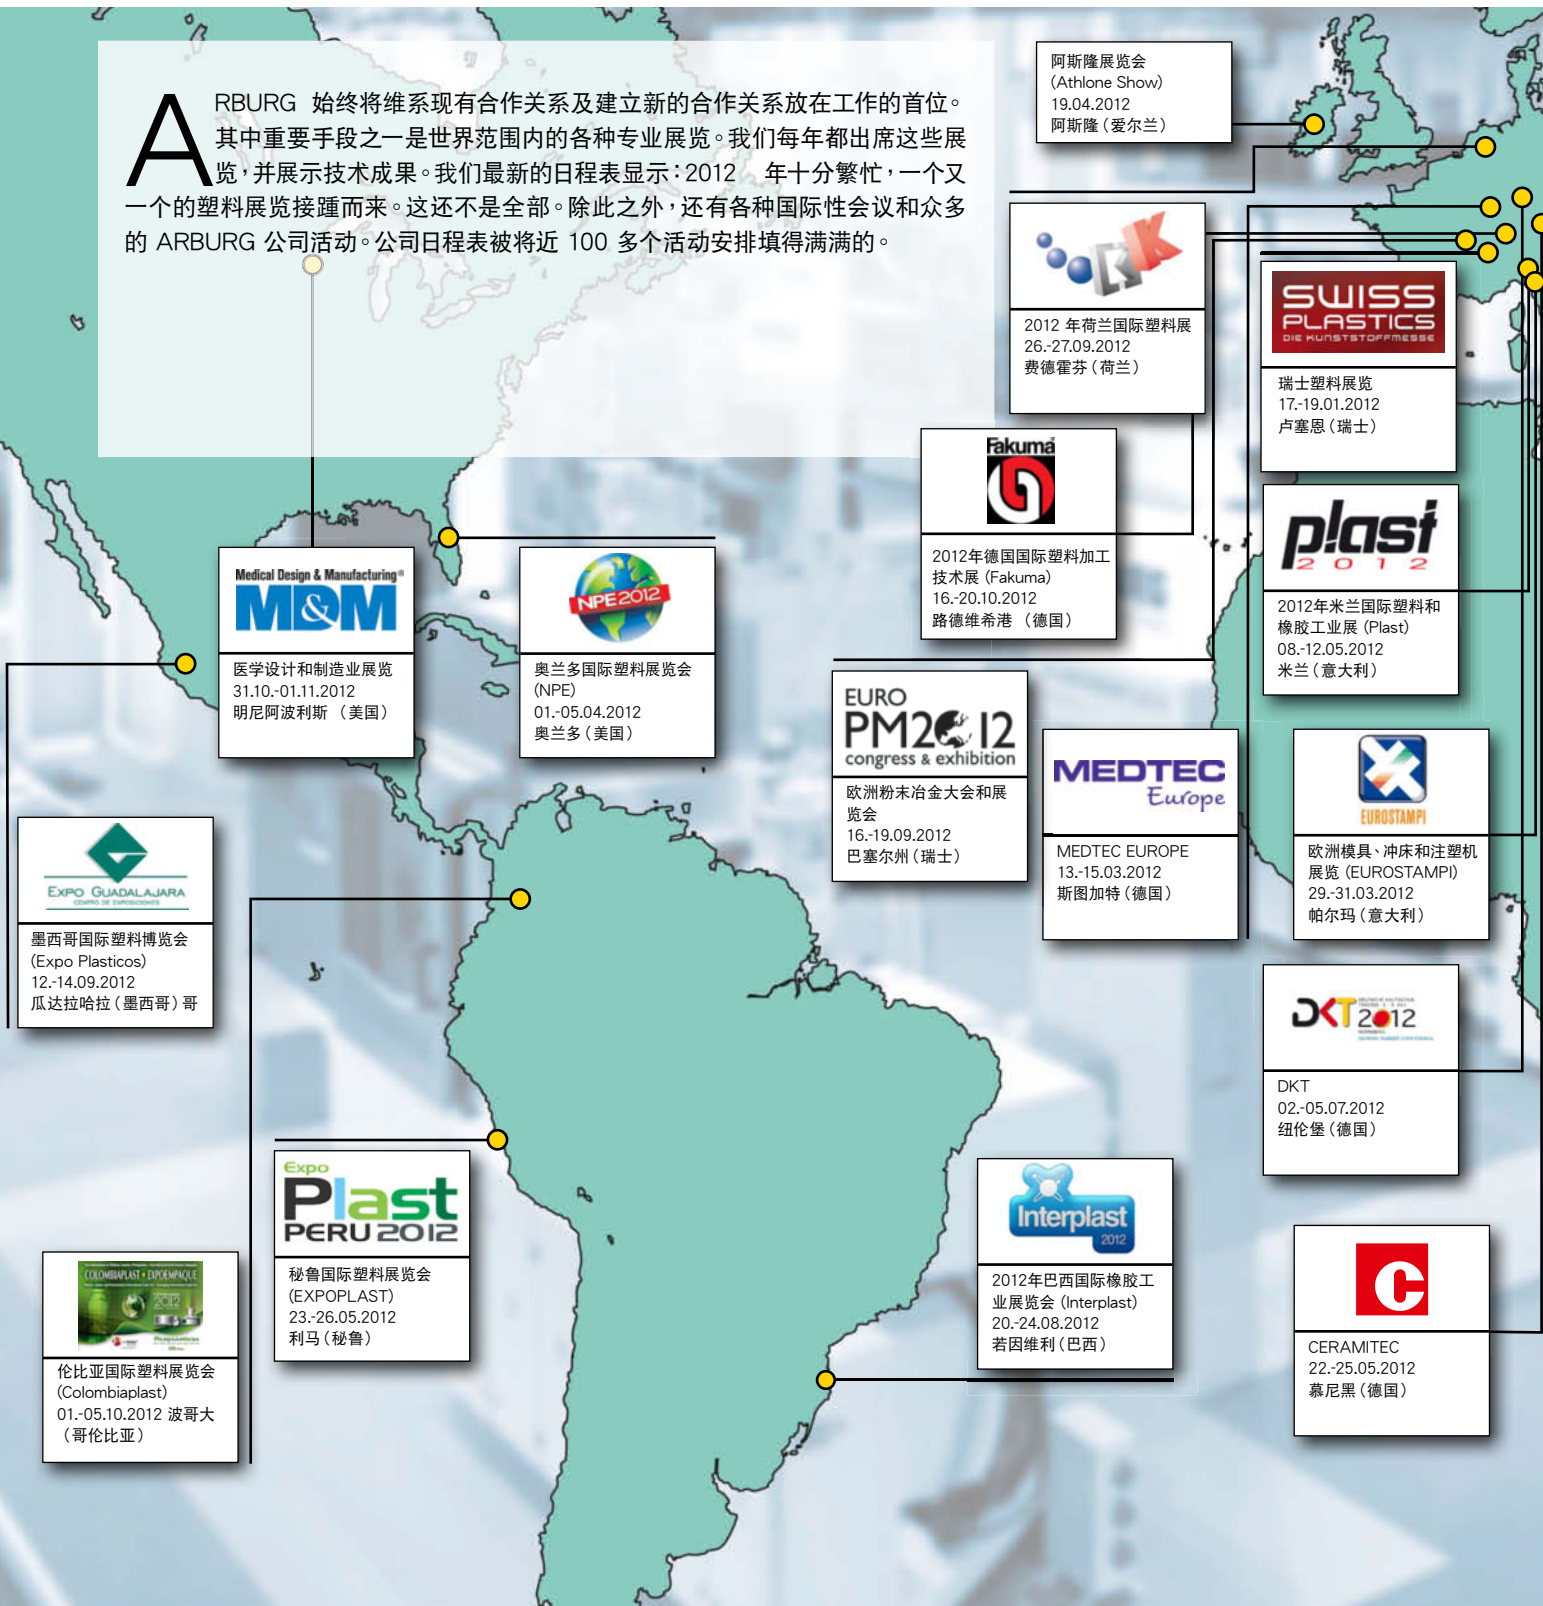 ARBURG 始终将维系现有合作关系及建立新的合作关系放在工作的首位。
其中重要手段之一是世界范围内的各种专业展览。我们每年都出席这些展
览,并展示技术成果。我们最新的日程表显示:2012 年十分繁忙,一个又
一个的塑料展览接踵而来。这还不是全部。除此之外,还有各种国际性会议和众多
的 ARBURG 公司活动。公司日程表被将近 100 多个活动安排填得满满的。
阿斯隆展览会
(Athlone Show)
19.04.2012
阿斯隆(爱尔兰)
K
2012 年荷兰国际塑料展
26.-27.09.2012
费德霍芬(荷兰)
SWISS
PLASTICS
DIE KUNSTSTOFFMESSE
瑞士塑料展览
17.-19.01.2012
卢塞恩(瑞士)
Fakuma
2012年德国国际塑料加工
技术展 (Fakuma)
16.-20.10.2012
路德维希港 (德国)
plast
2012
2012年米兰国际塑料和
橡胶工业展 (Plast)
08.-12.05.2012
米兰(意大利)
Medical Design & Manufacturing®
MD&M
医学设计和制造业展览
31.10.-01.11.2012
明尼阿波利斯 (美国)
NPE2012
奥兰多国际塑料展览会
(NPE)
01.-05.04.2012
奥兰多(美国)
EURO
PM2012
congress & exhibition
欧洲粉末冶金大会和展
览会
16.-19.09.2012
巴塞尔州(瑞士)
MEDTEC
Europe
MEDTEC EUROPE
13.-15.03.2012
斯图加特(德国)
EUROSTAMPI
欧洲模具、冲床和注塑机
展览 (EUROSTAMPI)
29.-31.03.2012
帕尔玛(意大利)
EXPO GUADALAJARA
CENTRO DE EXPOSICIONES
墨西哥国际塑料博览会
(Expo Plasticos)
12.-14.09.2012
瓜达拉哈拉(墨西哥)哥
DKT
2012
DKT
02.-05.07.2012
纽伦堡(德国)
Expo
Plast
PERU 2012
秘鲁国际塑料展览会
(EXPOPLAST)
23.-26.05.2012
利马(秘鲁)
Interplast
2012
2012年巴西国际橡胶工
业展览会 (Interplast)
20.-24.08.2012
若因维利(巴西)
COLOMBIAPLAST • EXPOEMPAQUE
2012
伦比亚国际塑料展览会
(Colombiaplast)
01.-05.10.2012 波哥大
(哥伦比亚)
C
CERAMITEC
22.-25.05.2012
慕尼黑(德国)